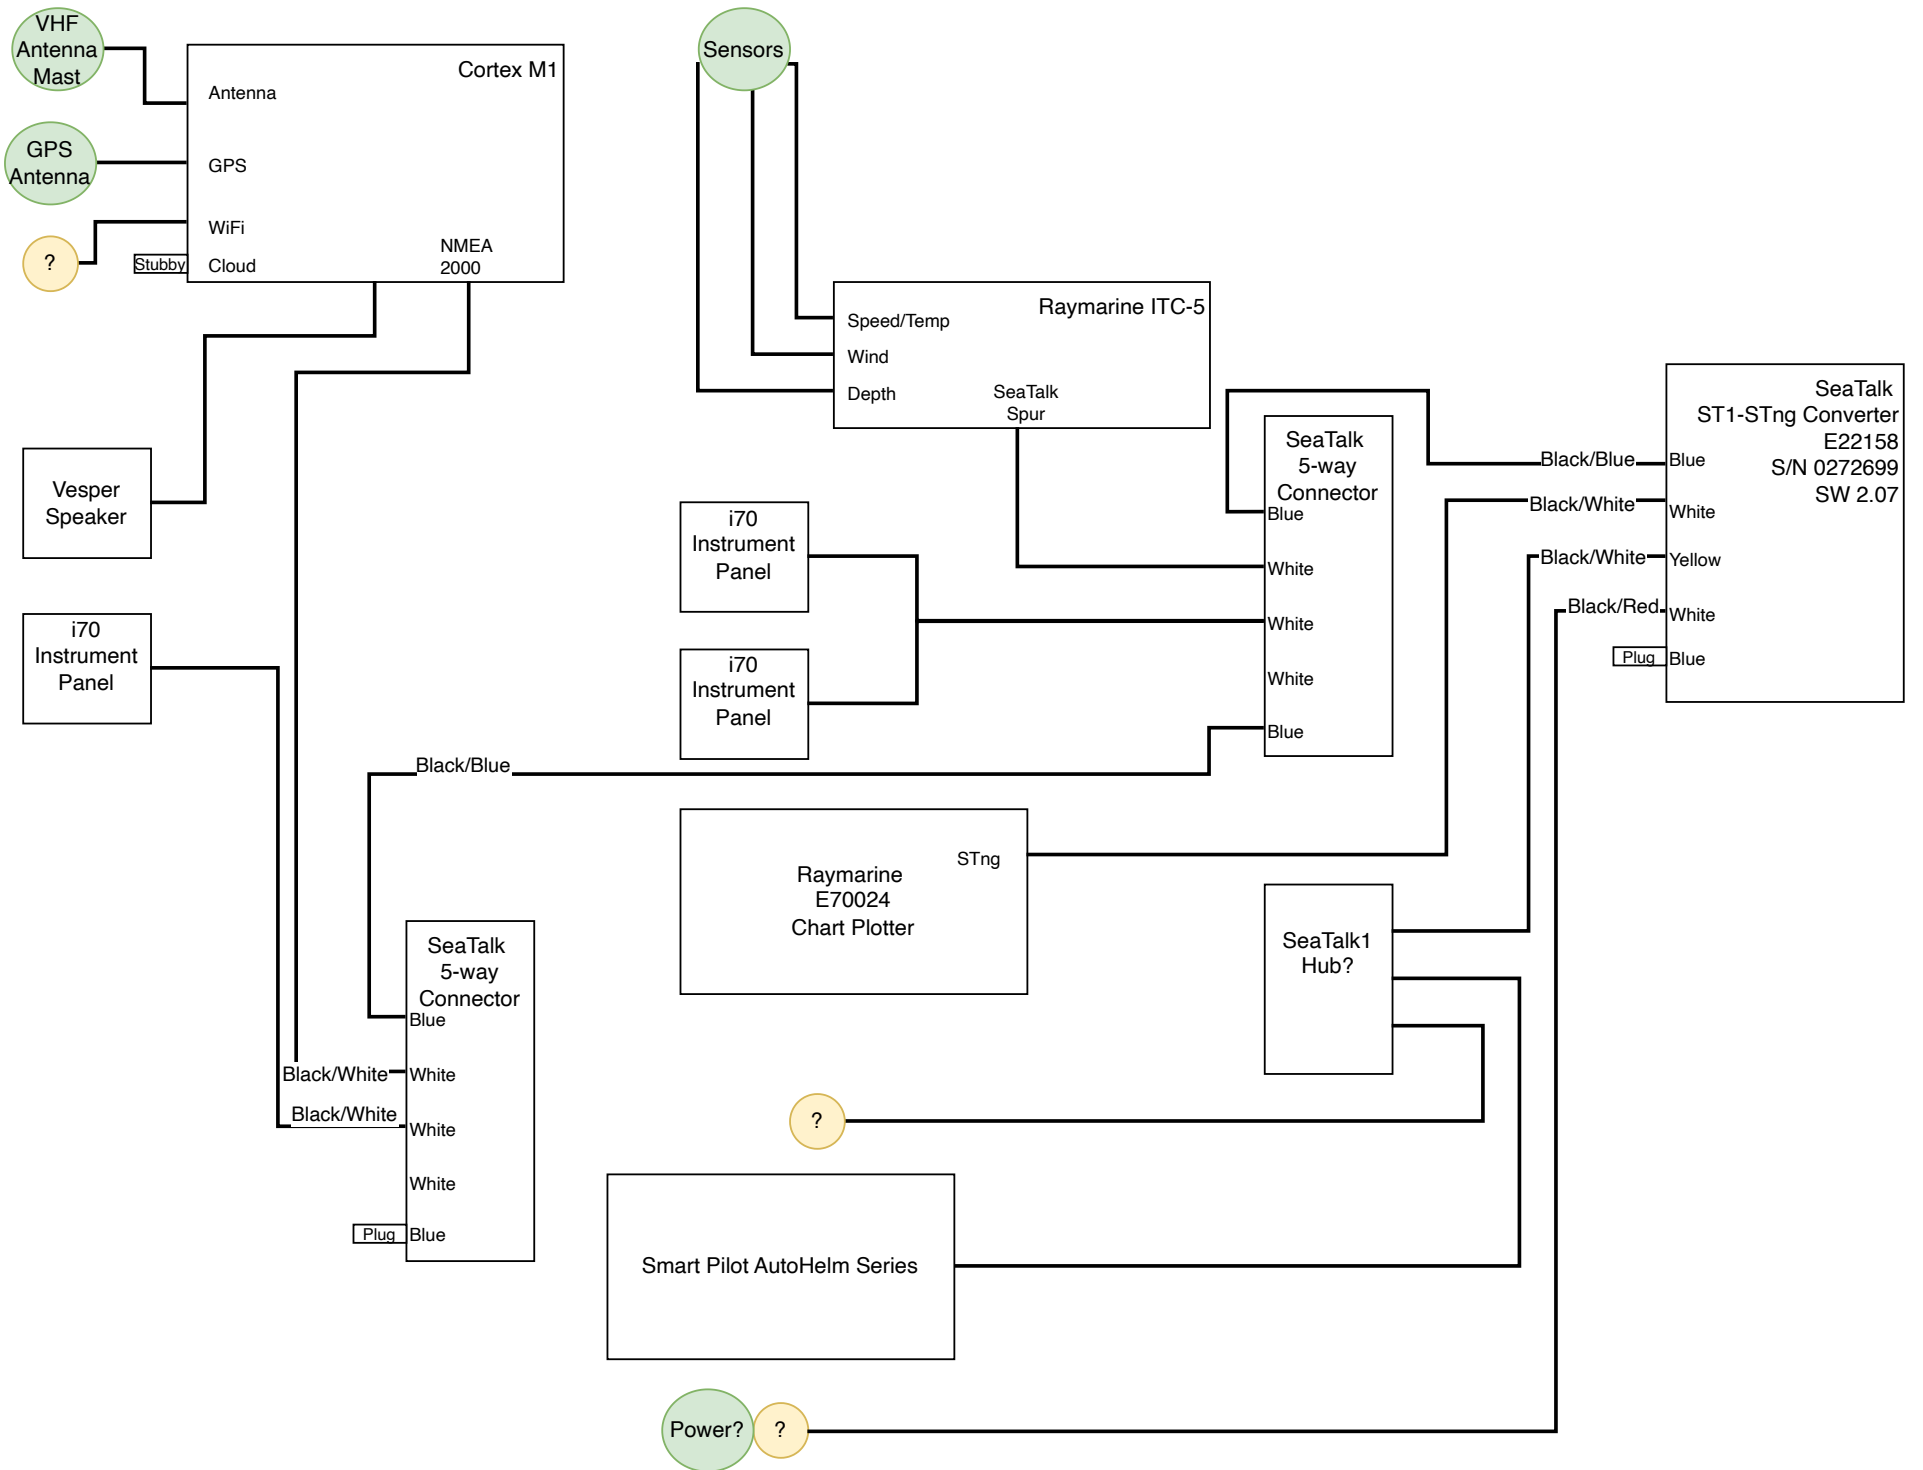 VHF
Antenna
Mast
Cortex M1
Antenna
GPS
Antenna
GPS
WiFi
?
Stubby
Cloud
NMEA
2000
Sensors
Raymarine ITC-5
Speed/Temp
Wind
Depth
SeaTalk
Spur
SeaTalk
ST1-STng Converter
E22158
S/N 0272699
SW 2.07
Black/Blue
Blue
Black/White
White
Black/White
Yellow
Black/Red
White
Plug
Blue
SeaTalk
5-way
Connector
Blue
White
White
White
Blue
Vesper
Speaker
i70
Instrument
Panel
i70
Instrument
Panel
i70
Instrument
Panel
Black/Blue
Raymarine
E70024
Chart Plotter
STng
SeaTalk1
Hub?
SeaTalk
5-way
Connector
Blue
Black/White
White
Black/White
White
White
Plug
Blue
?
Smart Pilot AutoHelm Series
Power?
?